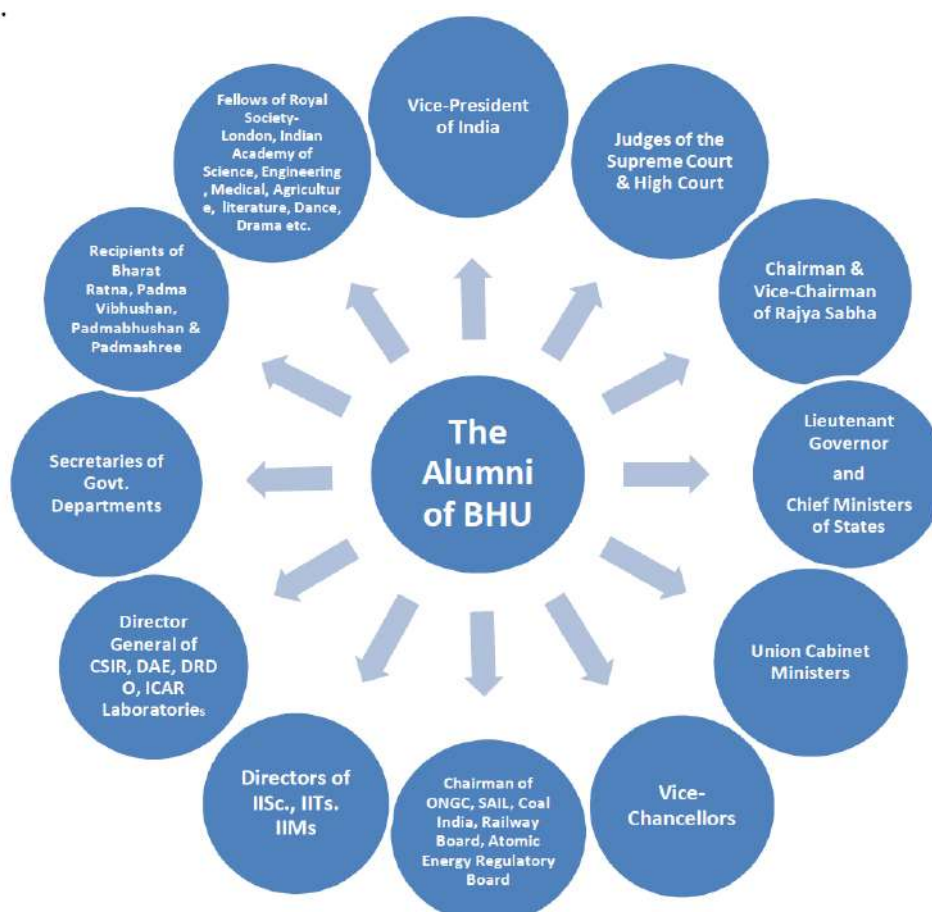 .
The
Alumni
of BHU
Vice-President
of India
Judges of the
Supreme Court
& High Court
Chairman &
Vice-Chairman
of Rajya Sabha
Lieutenant
Governor
and
Chief Ministers
of States
Union Cabinet
Ministers
Vice-
Chancellors
Chairman of
ONGC, SAIL, Coal
India, Railway
Board, Atomic
Energy Regulatory
Board
Directors of
IISc., IITs.
IIMs
Director
General of
CSIR, DAE, DRD
O, ICAR
Laboratories
Secretaries of
Govt.
Departments
Recipients of
Bharat
Ratna, Padma
Vibhushan,
Padmabhushan &
Padmashree
Fellows of Royal
Society-
London, Indian
Academy of
Science, Engineering
, Medical, Agricultur
e, literature, Dance,
Drama etc.